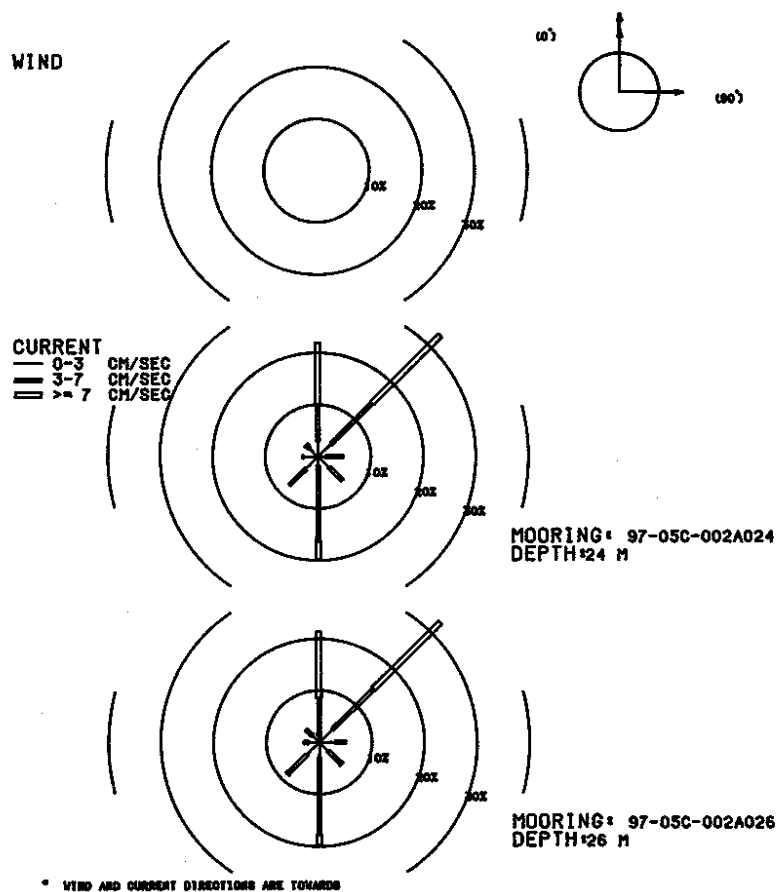 WIND
(0°)
(90°)
10%
20%
30%
CURRENT
0-3 CM/SEC
3-7 CM/SEC
>= 7 CM/SEC
10%
20%
30%
MOORING: 97-05C-002A024
DEPTH:24 M
10%
20%
30%
MOORING: 97-05C-002A026
DEPTH:26 M
* WIND AND CURRENT DIRECTIONS ARE TOWARDS